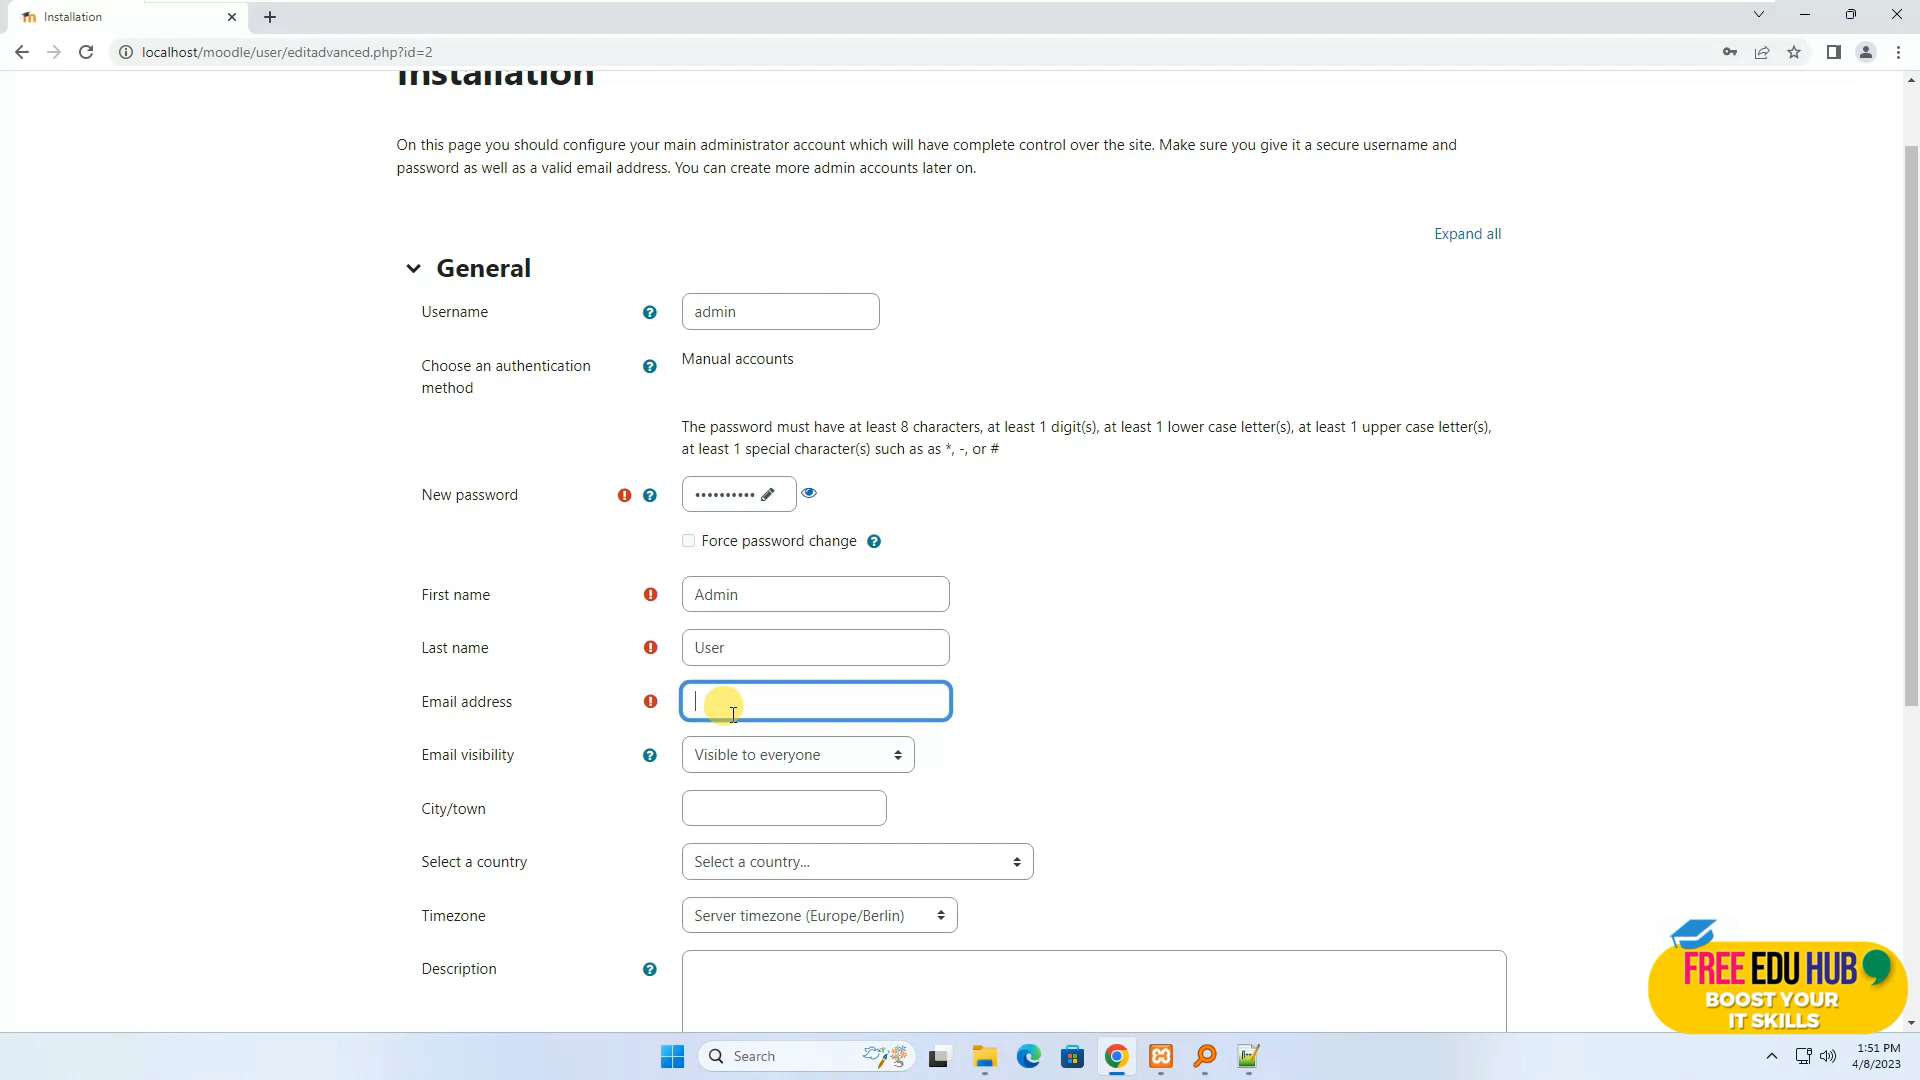 Installation
localhost/moodle/user/editadvanced.php?id=2
Installation
On this page you should configure your main administrator account which will have complete control over the site. Make sure you give it a secure username and
password as well as a valid email address. You can create more admin accounts later on.
Expand all
General
Username
admin
Choose an authentication
method
Manual accounts
The password must have at least 8 characters, at least 1 digit(s), at least 1 lower case letter(s), at least 1 upper case letter(s),
at least 1 special character(s) such as as *, -, or #
New password
••••••••••
Force password change
First name
Admin
Last name
User
Email address
Email visibility
Visible to everyone
City/town
Select a country
Select a country...
Timezone
Server timezone (Europe/Berlin)
Description
FREE EDU HUB
BOOST YOUR
IT SKILLS
Search
1:51 PM
4/8/2023